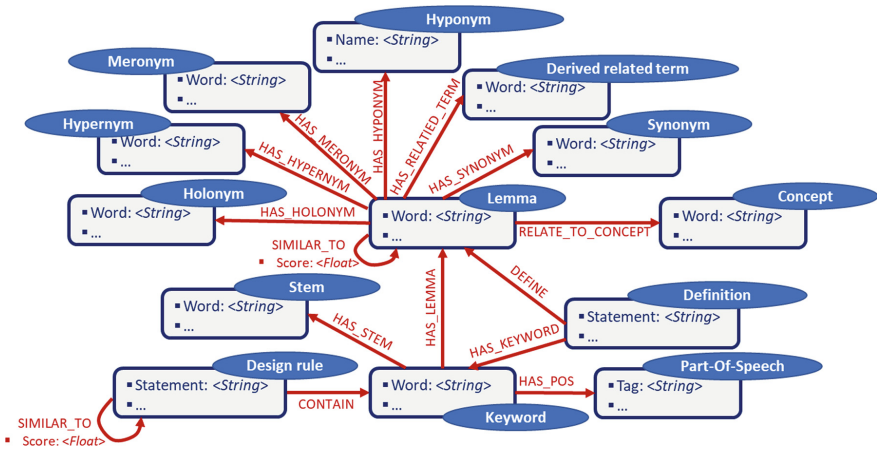 Hyponym
▪ Name: <String>
▪ ...
Meronym
▪ Word: <String>
▪ ...
Derived related term
▪ Word: <String>
▪ ...
Hypernym
▪ Word: <String>
▪ ...
Synonym
▪ Word: <String>
▪ ...
HAS_MERONYM
HAS_HYPONYM
HAS_RELATIED_TERM
HAS_HYPERNYM
HAS_SYNONYM
Holonym
▪ Word: <String>
▪ ...
HAS_HOLONYM
Lemma
▪ Word: <String>
▪ ...
RELATE_TO_CONCEPT
Concept
▪ Word: <String>
▪ ...
SIMILAR_TO
▪ Score: <Float>
Stem
▪ Word: <String>
▪ ...
HAS_STEM
HAS_LEMMA
DEFINE
HAS_KEYWORD
Definition
▪ Statement: <String>
▪ ...
Design rule
▪ Statement: <String>
▪ ...
SIMILAR_TO
▪ Score: <Float>
CONTAIN
▪ Word: <String>
▪ ...
Keyword
HAS_POS
Part-Of-Speech
▪ Tag: <String>
▪ ...